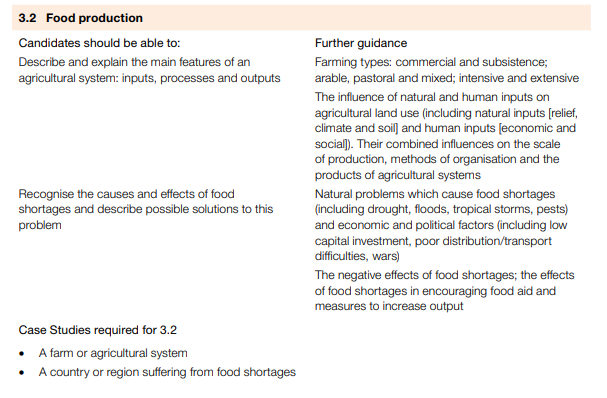 3.2 Food production
Candidates should be able to:
Further guidance
Describe and explain the main features of an
agricultural system: inputs, processes and outputs
Farming types: commercial and subsistence;
arable, pastoral and mixed; intensive and extensive
The influence of natural and human inputs on
agricultural land use (including natural inputs [relief,
climate and soil] and human inputs [economic and
social]). Their combined influences on the scale
of production, methods of organisation and the
products of agricultural systems
Recognise the causes and effects of food
shortages and describe possible solutions to this
problem
Natural problems which cause food shortages
(including drought, floods, tropical storms, pests)
and economic and political factors (including low
capital investment, poor distribution/transport
difficulties, wars)
The negative effects of food shortages; the effects
of food shortages in encouraging food aid and
measures to increase output
Case Studies required for 3.2
• A farm or agricultural system
• A country or region suffering from food shortages